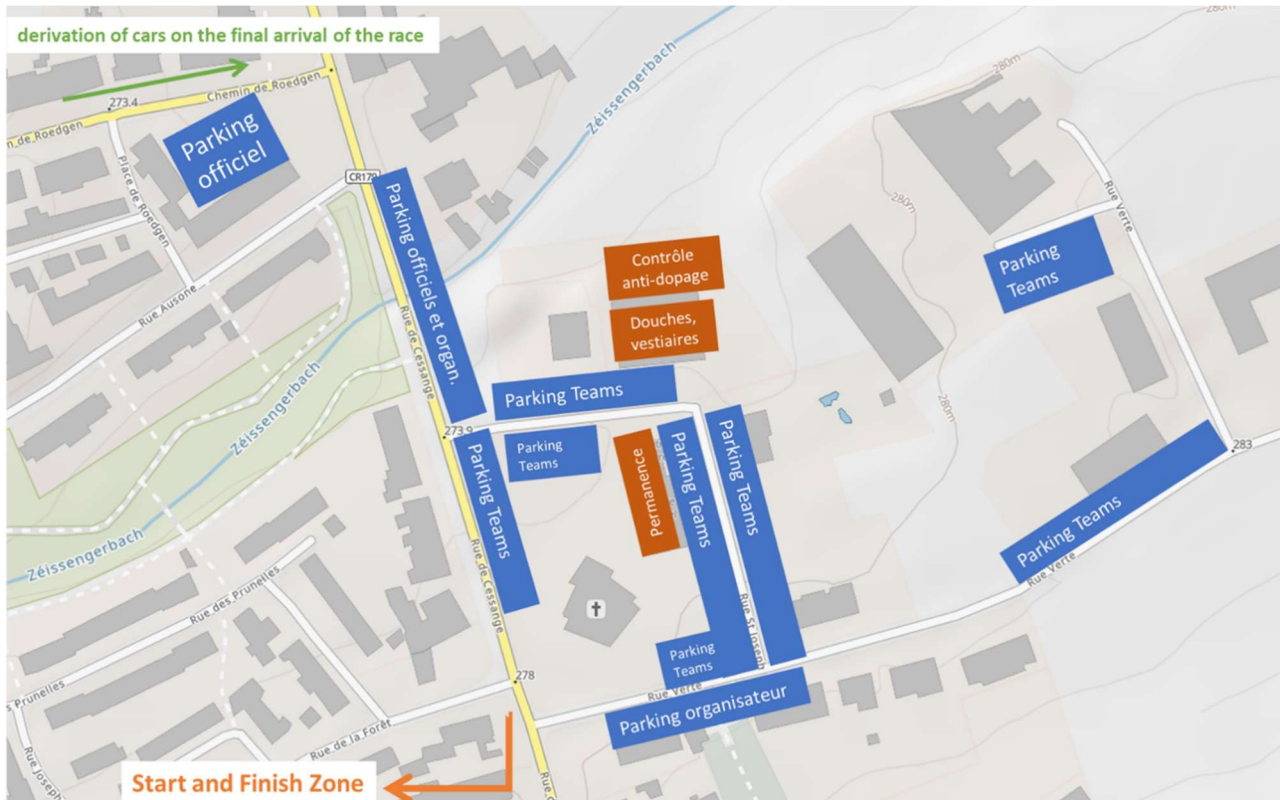 derivation of cars on the final arrival of the race
280m
273.4
Chemin de Roedgen
n de Roedgen
Parking
officiel
Place de Roedgen
Zéissengerbach
280m
CR179
Parking officiels et organ.
Rue Ausone
Rue de Cessange
Contrôle
anti-dopage
Douches,
vestiaires
280m
Rue Verte
Parking
Teams
Zéissengerbach
Parking Teams
273.9
Parking
Teams
Parking Teams
Permanence
Parking Teams
Parking Teams
280m
283
Parking Teams
Rue Verte
Zéissengerbach
Rue des Prunelles
Rue de Cessange
Rue St Joseph
Parking
Teams
278
Rue Verte
Parking organisateur
s Prunelles
Rue de la Forêt
Rue Joseph
Start and Finish Zone
Rue d